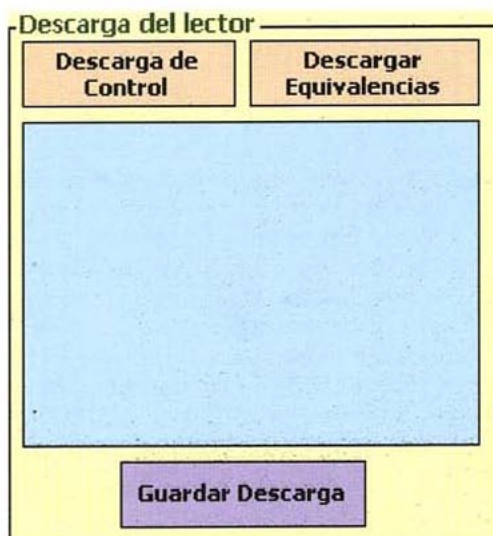 Descarga del lector
Descarga de
Control
Descargar
Equivalencias
Guardar Descarga